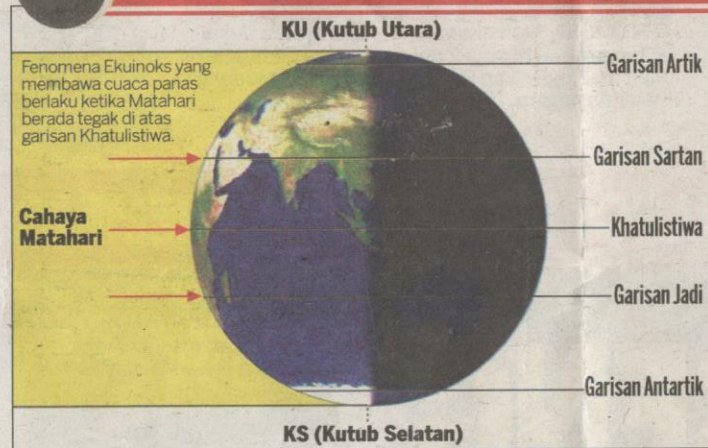 KU (Kutub Utara)
Fenomena Ekuinoks yang
membawa cuaca panas
berlaku ketika Matahari
berada tegak di atas
garisan Khatulistiwa.
Garisan Artik
Garisan Sartan
Cahaya
Matahari
Khatulistiwa
Garisan Jadi
Garisan Antartik
KS (Kutub Selatan)